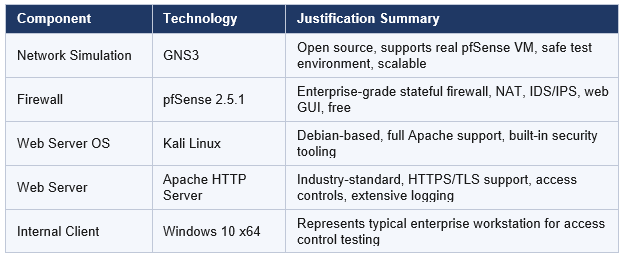 Component Technology Justification Summary
Network Simulation GNS3 Open source, supports real pfSense VM, safe test
environment, scalable
Firewall pfSense 2.5.1 Enterprise-grade stateful firewall, NAT, IDS/IPS, web
GUI, free
Web Server OS Kali Linux Debian-based, full Apache support, built-in security
tooling
Web Server Apache HTTP
Server Industry-standard, HTTPS/TLS support, access
controls, extensive logging
Internal Client Windows 10 x64 Represents typical enterprise workstation for access
control testing